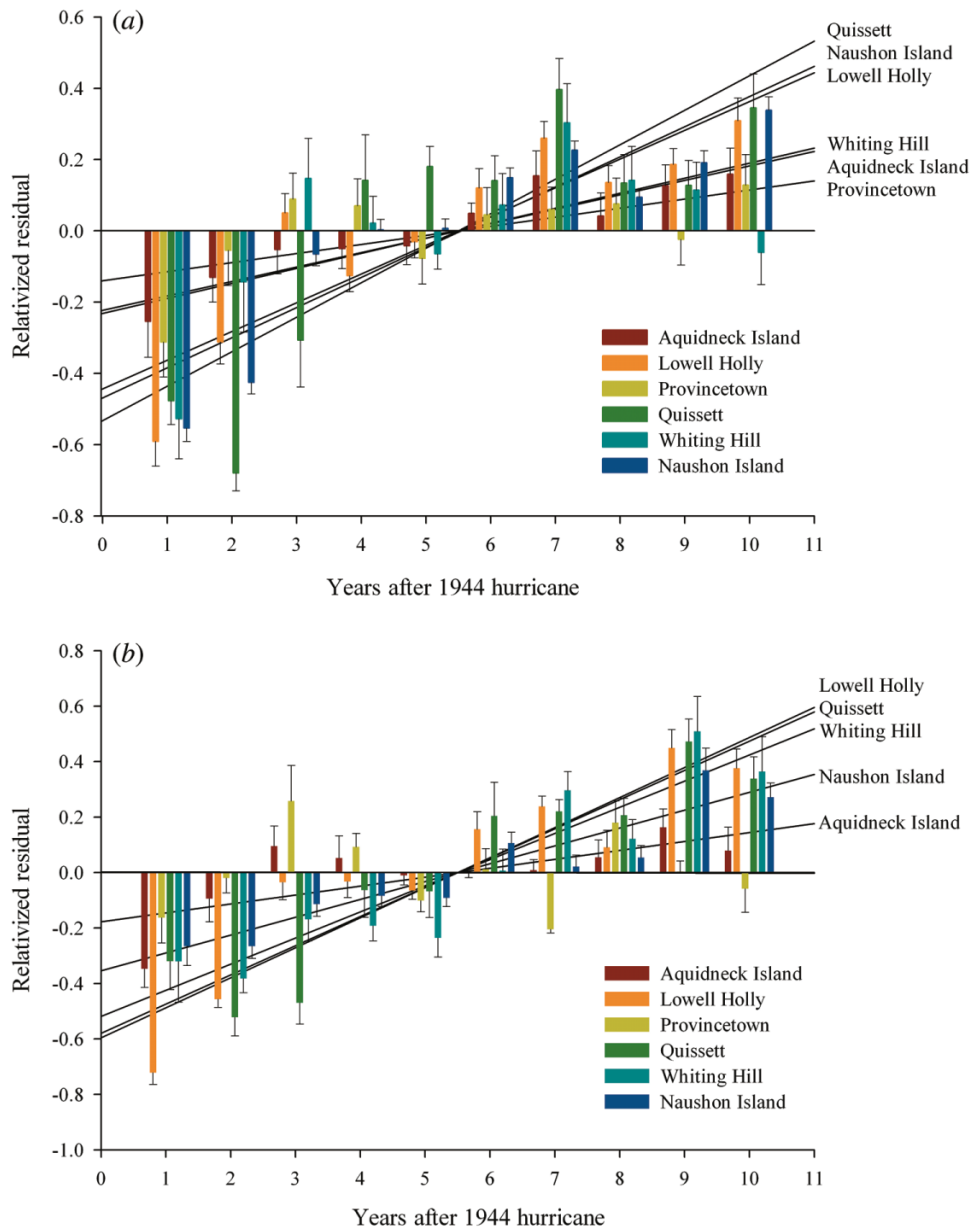 (a)
0.6
0.4
0.2
0.0
-0.2
-0.4
-0.6
-0.8
Relativized residual
Quissett
Naushon Island
Lowell Holly
Whiting Hill
Aquidneck Island
Provincetown
Aquidneck Island
Lowell Holly
Provincetown
Quissett
Whiting Hill
Naushon Island
0 1 2 3 4 5 6 7 8 9 10 11
Years after 1944 hurricane
(b)
0.8
0.6
0.4
0.2
0.0
-0.2
-0.4
-0.6
-0.8
-1.0
Relativized residual
Lowell Holly
Quissett
Whiting Hill
Naushon Island
Aquidneck Island
Aquidneck Island
Lowell Holly
Provincetown
Quissett
Whiting Hill
Naushon Island
0 1 2 3 4 5 6 7 8 9 10 11
Years after 1944 hurricane